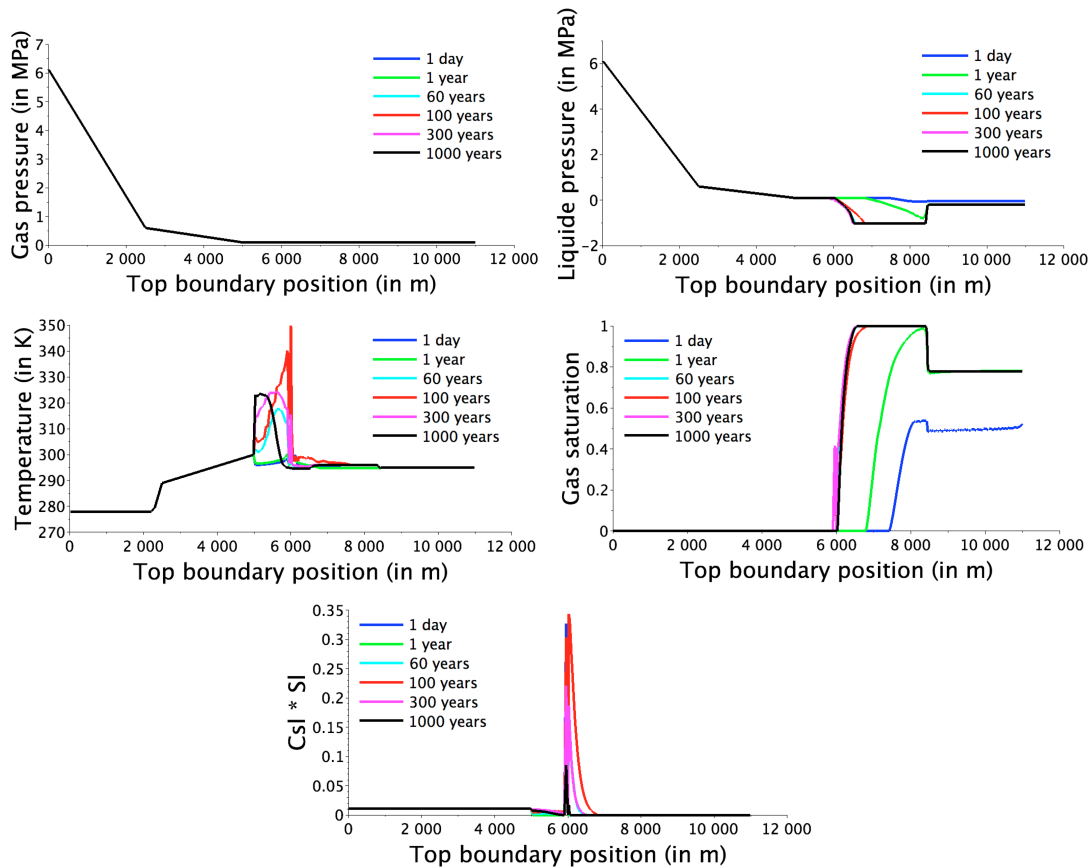 Gas pressure (in MPa)
7
6
5
4
3
2
1
0
0 2 000 4 000 6 000 8 000 10 000 12 000
Top boundary position (in m)
1 day
1 year
60 years
100 years
300 years
1000 years
Liquide pressure (in MPa)
6
4
2
0
−2
0 2 000 4 000 6 000 8 000 10 000 12 000
Top boundary position (in m)
1 day
1 year
60 years
100 years
300 years
1000 years
Temperature (in K)
350
340
330
320
310
300
290
280
270
0 2 000 4 000 6 000 8 000 10 000 12 000
Top boundary position (in m)
1 day
1 year
60 years
100 years
300 years
1000 years
Gas saturation
1
0.8
0.6
0.4
0.2
0
0 2 000 4 000 6 000 8 000 10 000 12 000
Top boundary position (in m)
1 day
1 year
60 years
100 years
300 years
1000 years
Csl * Sl
0.35
0.3
0.25
0.2
0.15
0.1
0.05
0
0 2 000 4 000 6 000 8 000 10 000 12 000
Top boundary position (in m)
1 day
1 year
60 years
100 years
300 years
1000 years